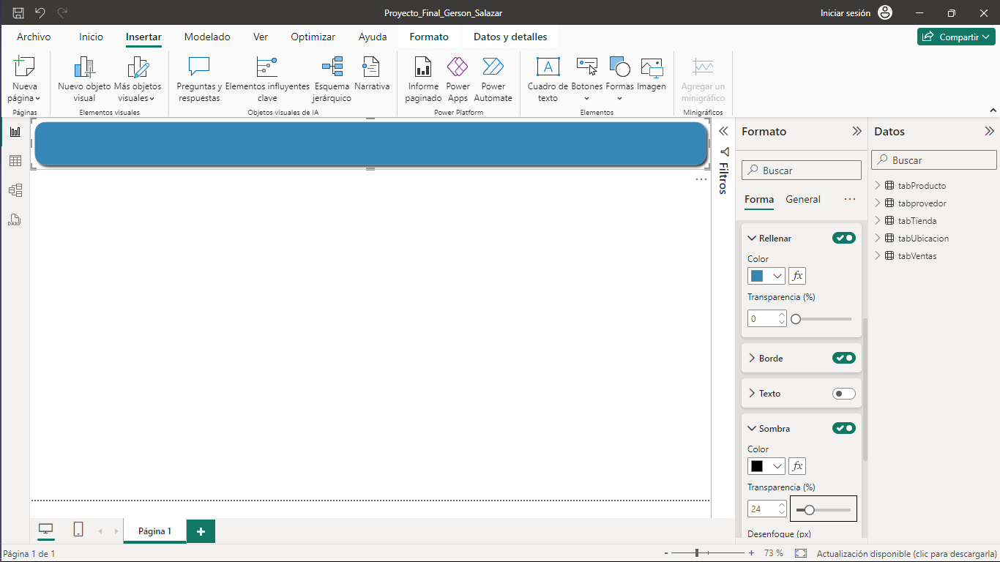 Proyecto_Final_Gerson_Salazar
Iniciar sesión
Archivo Inicio Insertar Modelado Ver Optimizar Ayuda Formato Datos y detalles
Compartir
Nueva página
Nuevo objeto visual
Más objetos visuales
Preguntas y respuestas
Elementos influyentes clave
Esquema jerárquico
Narrativa
Informe paginado
Power Apps
Power Automate
Cuadro de texto
A
Botones
Formas
Imagen
Agregar un minigráfico
Páginas
Elementos visuales
Objetos visuales de IA
Power Platform
Elementos
Minigráficos
DAX
Filtros
Formato
Buscar
Forma General
Rellenar
Color
fx
Transparencia (%)
0
Borde
Texto
Sombra
Color
fx
Transparencia (%)
24
Desenfoque (px)
Datos
Buscar
tabProducto
tabprovedor
tabTienda
tabUbicacion
tabVentas
Página 1
+
Página 1 de 1
- + 73 %
Actualización disponible (clic para descargarla)